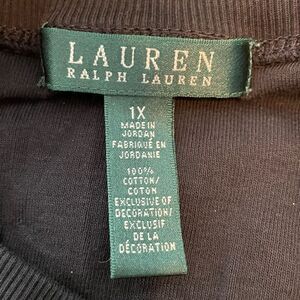 LAUREN
RALPH LAUREN
1X
MADE IN
JORDAN
FABRIQUÉ EN
JORDANIE
100%
COTTON/
COTON
EXCLUSIVE OF
DECORATION/
EXCLUSIF
DE LA
DÉCORATION